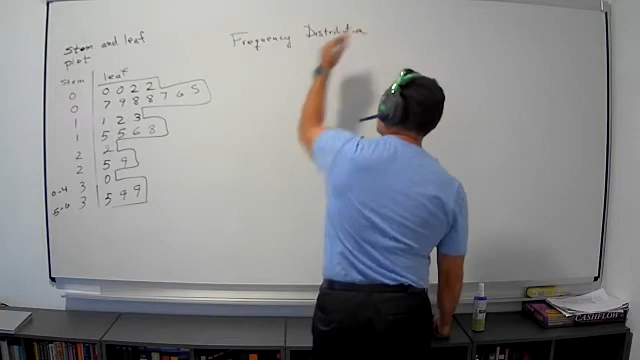 Stem and leaf
plot
Frequency
stem leaf
0 0 0 2 2
0 7 9 8 8 7 6 5
1 1 2 3
1 5 5 6 8
2 2
2 5 9
0-4 3 0
5-9 3 5 9 9
CASHFLOW